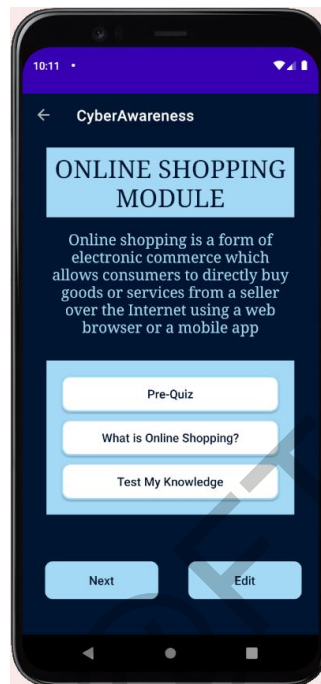 10:11
CyberAwareness
ONLINE SHOPPING
MODULE
Online shopping is a form of
electronic commerce which
allows consumers to directly buy
goods or services from a seller
over the Internet using a web
browser or a mobile app
Pre-Quiz
What is Online Shopping?
Test My Knowledge
Next
Edit